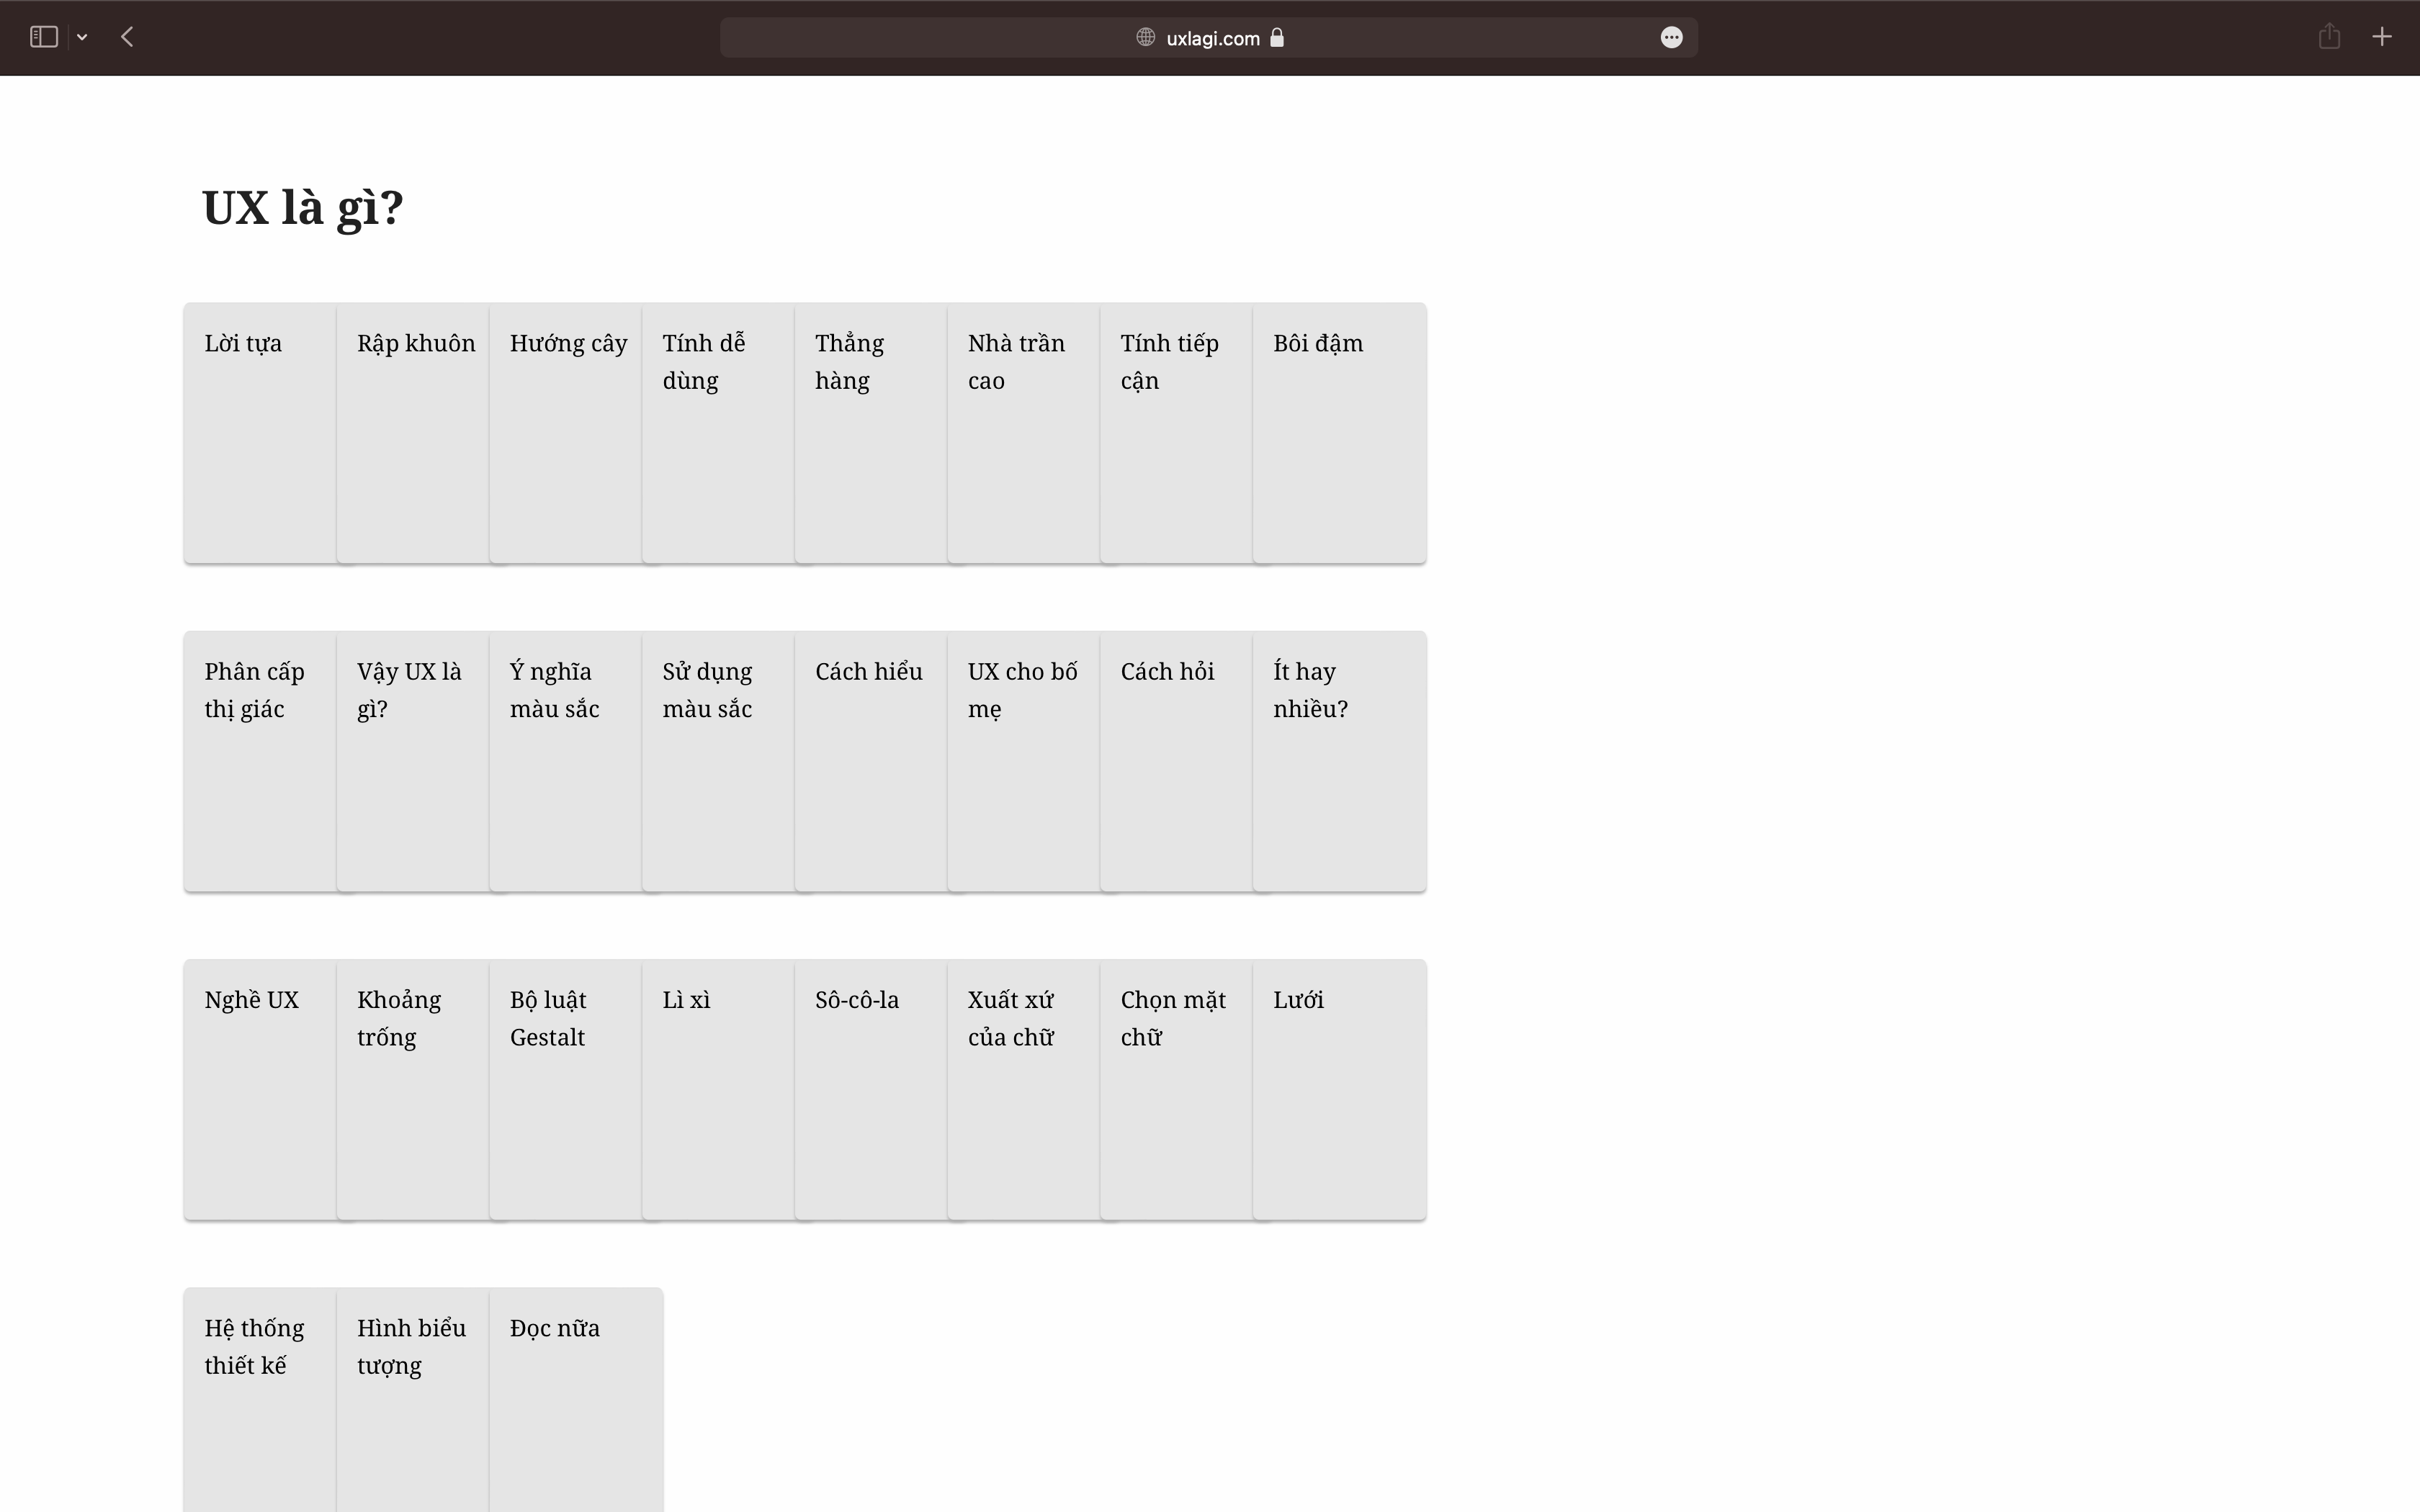 uxlagi.com
UX là gì?
Lời tựa
Rập khuôn
Hướng cây
Tính dễ
dùng
Thẳng
hàng
Nhà trần
cao
Tính tiếp
cận
Bôi đậm
Phân cấp
thị giác
Vậy UX là
gì?
Ý nghĩa
màu sắc
Sử dụng
màu sắc
Cách hiểu
UX cho bố
mẹ
Cách hỏi
Ít hay
nhiều?
Nghề UX
Khoảng
trống
Bộ luật
Gestalt
Lì xì
Sô-cô-la
Xuất xứ
của chữ
Chọn mặt
chữ
Lưới
Hệ thống
thiết kế
Hình biểu
tượng
Đọc nữa